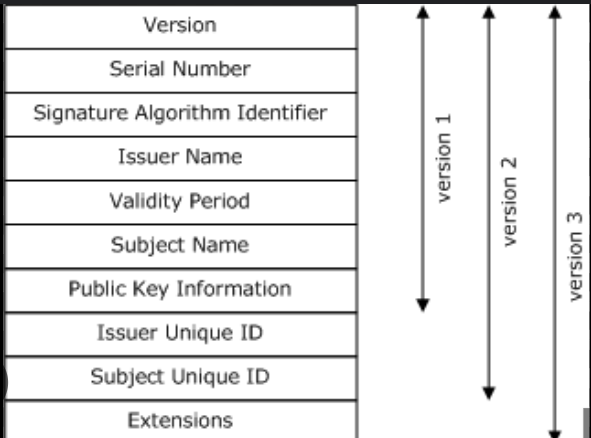 Version
Serial Number
Signature Algorithm Identifier
Issuer Name
Validity Period
Subject Name
Public Key Information
Issuer Unique ID
Subject Unique ID
Extensions
version 1
version 2
version 3